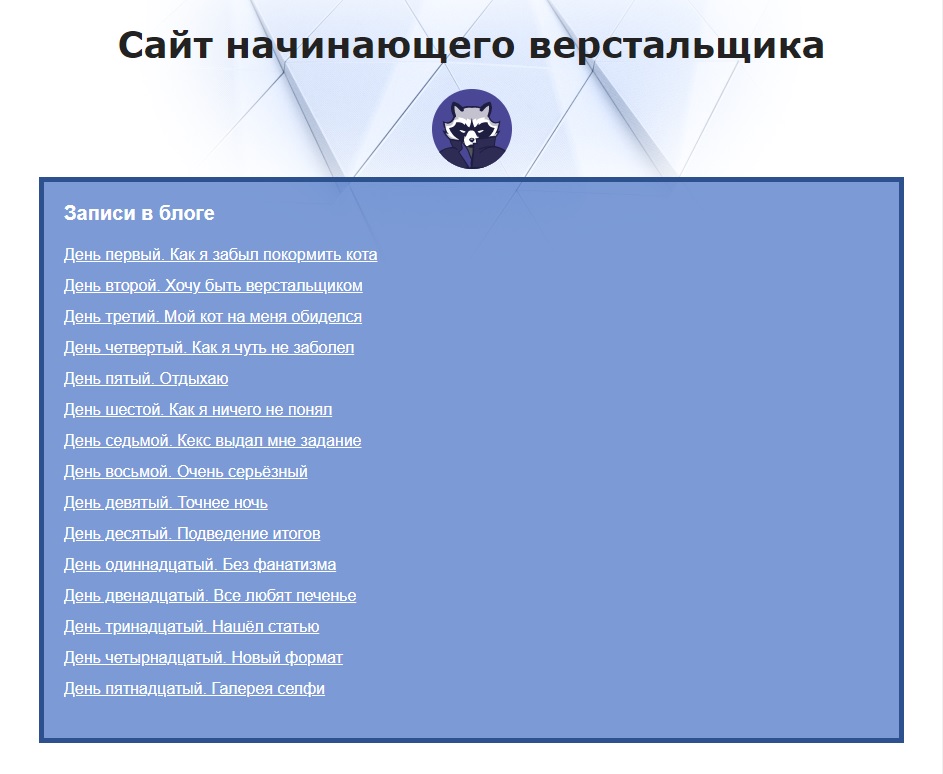 Сайт начинающего верстальщика
Записи в блоге
День первый. Как я забыл покормить кота
День второй. Хочу быть верстальщиком
День третий. Мой кот на меня обиделся
День четвертый. Как я чуть не заболел
День пятый. Отдыхаю
День шестой. Как я ничего не понял
День седьмой. Кекс выдал мне задание
День восьмой. Очень серьёзный
День девятый. Точнее ночь
День десятый. Подведение итогов
День одиннадцатый. Без фанатизма
День двенадцатый. Все любят печенье
День тринадцатый. Нашёл статью
День четырнадцатый. Новый формат
День пятнадцатый. Галерея селфи